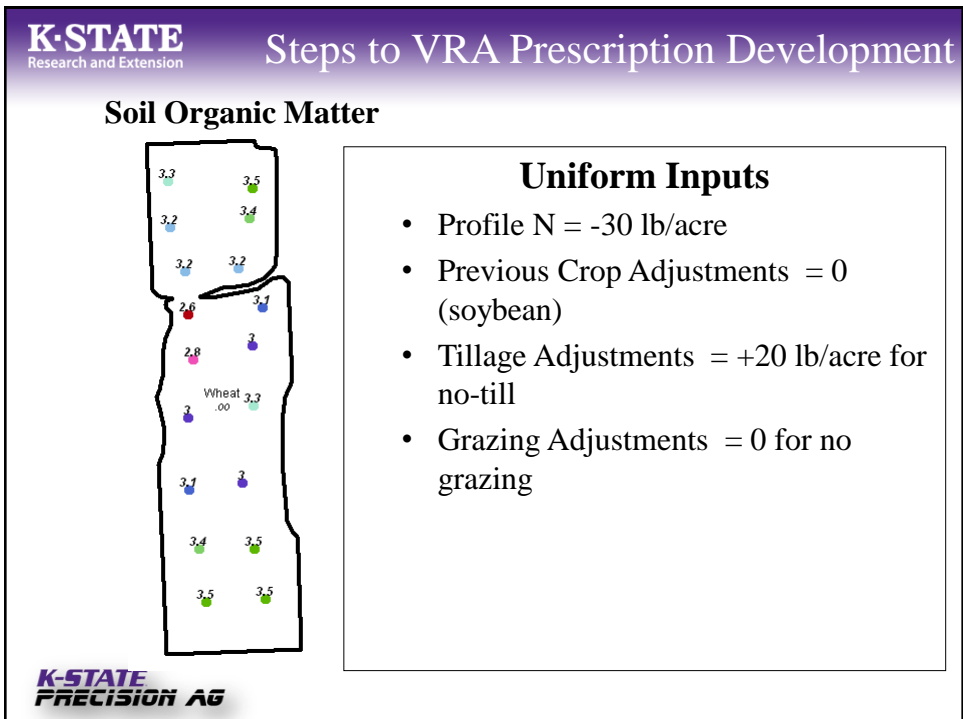 K·STATE
Research and Extension
Steps to VRA Prescription Development
Soil Organic Matter
3.3
3.5
3.2
3.4
3.2
3.2
2.6
3.1
2.8
3
Wheat
.00
3.3
3
3.1
3
3.4
3.5
3.5
3.5
Uniform Inputs
• Profile N = -30 lb/acre
• Previous Crop Adjustments = 0
(soybean)
• Tillage Adjustments = +20 lb/acre for
no-till
• Grazing Adjustments = 0 for no
grazing
K-STATE
PRECISION AG